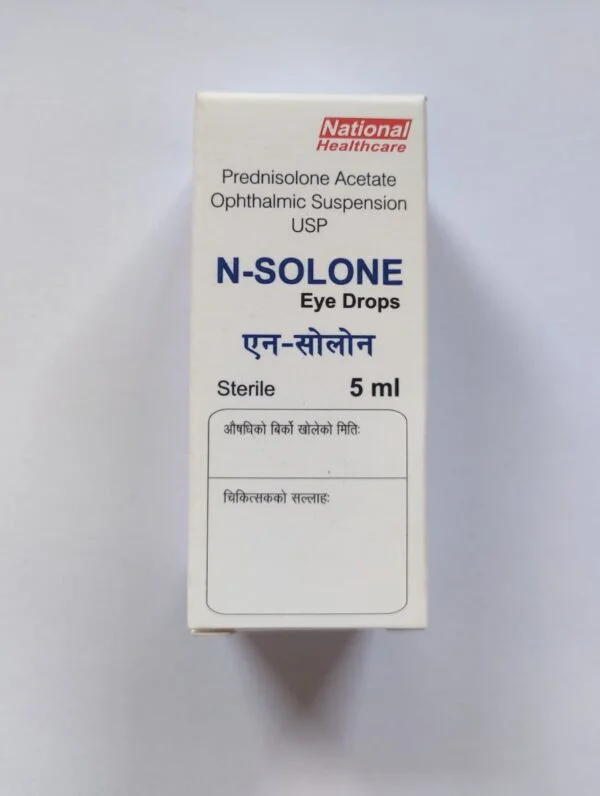 National
Healthcare
Prednisolone Acetate
Ophthalmic Suspension
USP
N-SOLONE
Eye Drops
एन-सोलोन
Sterile 5 ml
औषधिको बिर्को खोलेको मितिः
चिकित्सकको सल्लाहः